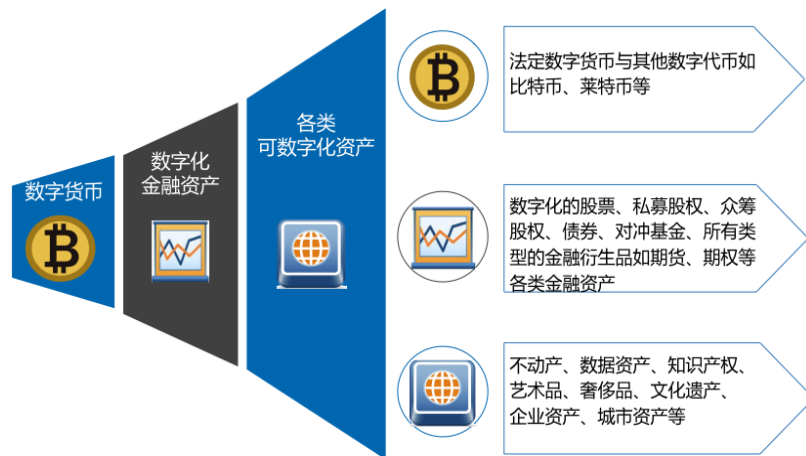 数字货币
数字化
金融资产
各类
可数字化资产
法定数字货币与其他数字代币如
比特币、莱特币等
数字化的股票、私募股权、众筹
股权、债券、对冲基金、所有类
型的金融衍生品如期货、期权等
各类金融资产
不动产、数据资产、知识产权、
艺术品、奢侈品、文化遗产、
企业资产、城市资产等